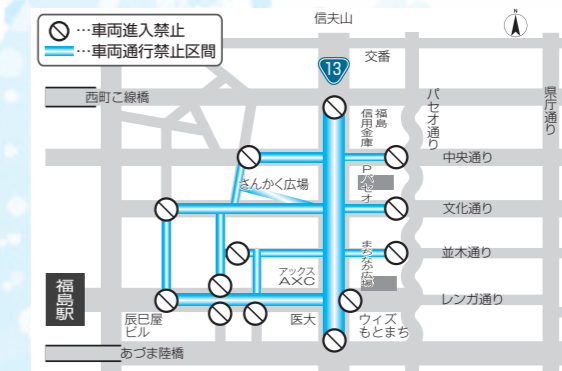 …車両進入禁止
…車両通行禁止区間
信夫山
N
13
交番
西町こ線橋
福島
信用金庫
パセオ通り
県庁通り
中央通り
さんかく広場
Pパセオ
文化通り
まちなか広場
並木通り
アックス
AXC
福島駅
レンガ通り
辰巳屋
ビル
医大
ウィズ
もとまち
あづま陸橋